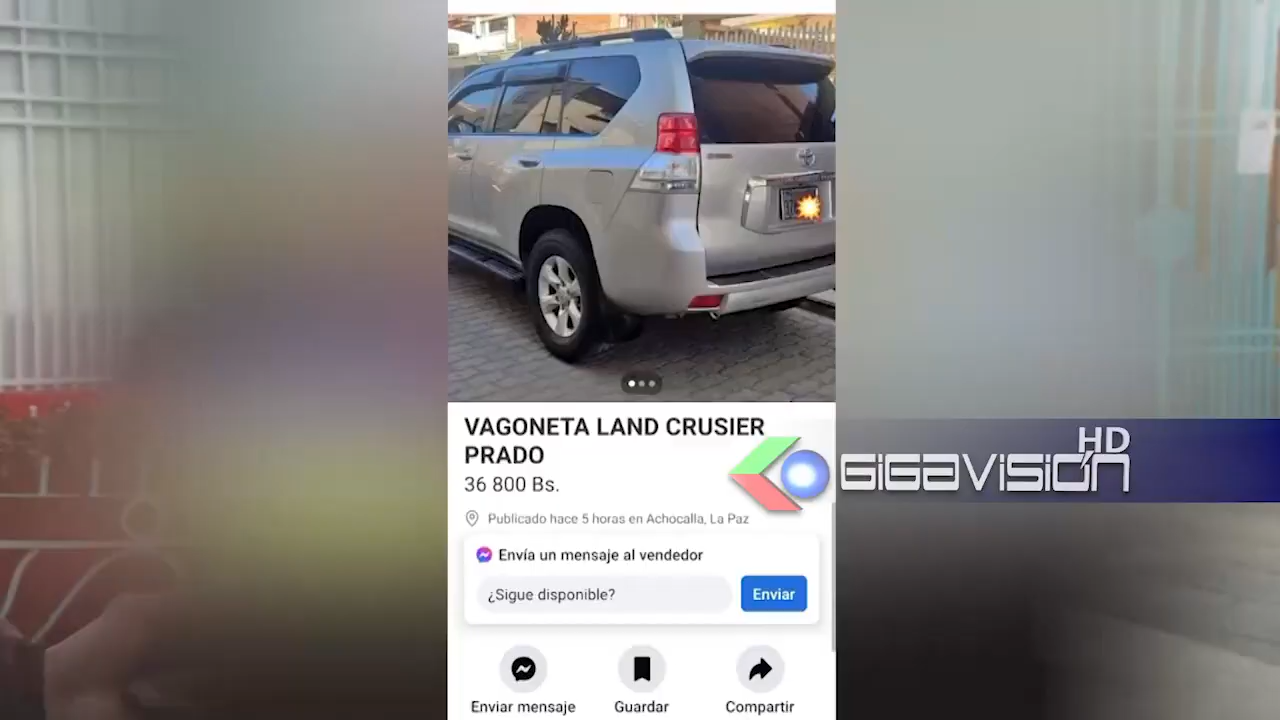 VAGONETA LAND CRUSIER
PRADO
36 800 Bs.
Publicado hace 5 horas en Achocalla, La Paz
Envía un mensaje al vendedor
¿Sigue disponible?
Enviar
Enviar mensaje
Guardar
Compartir
GIGAVISIÓN
HD